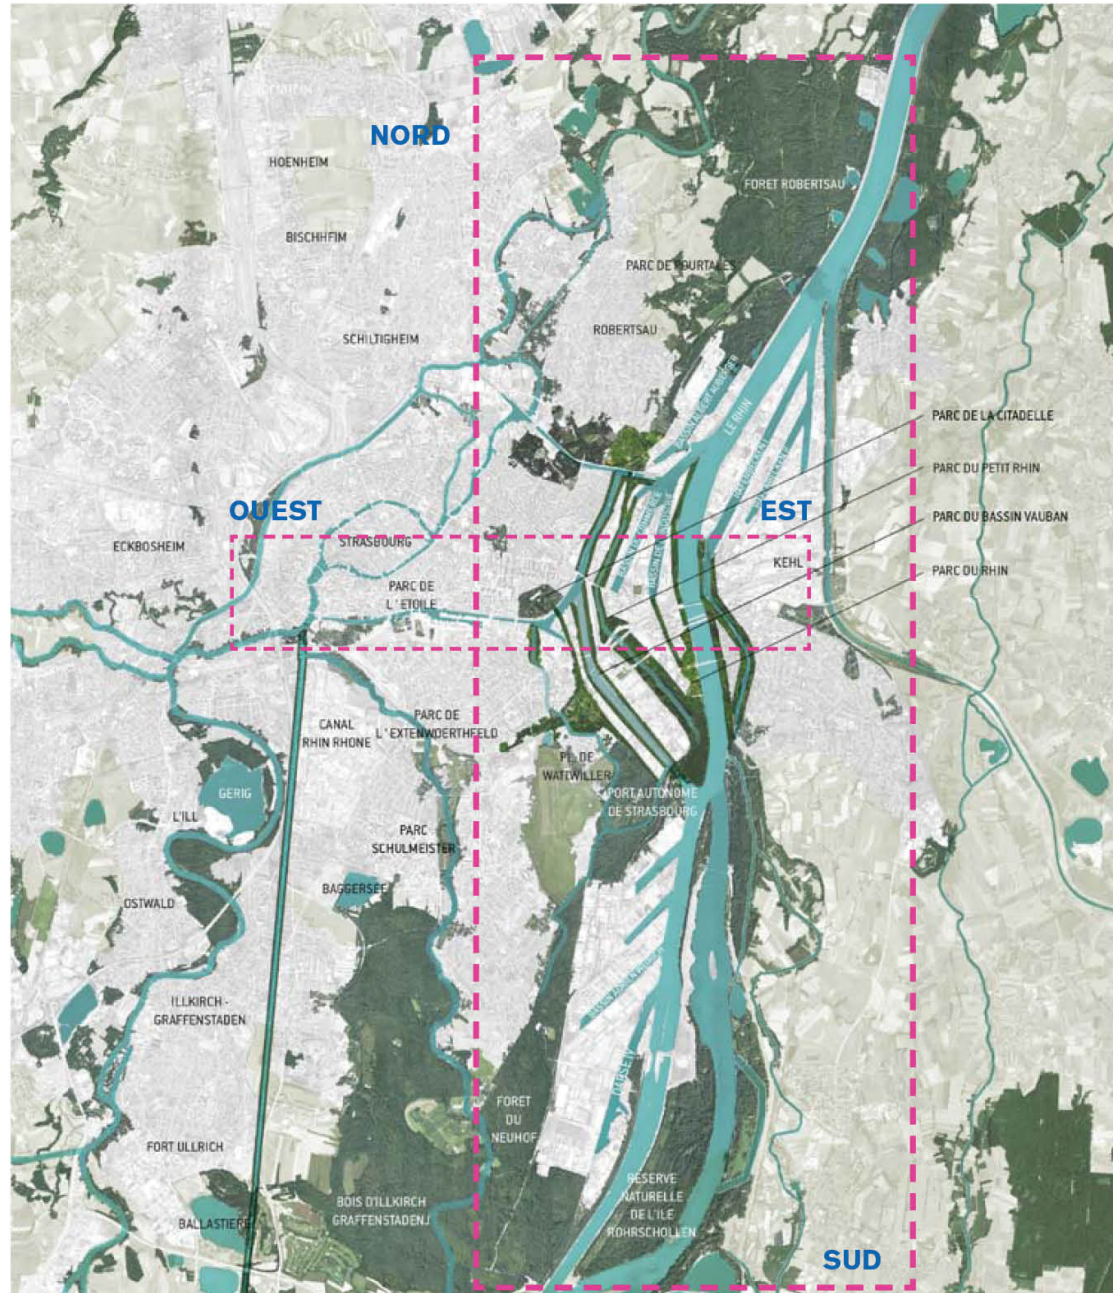 NORD
HOENHEIM
FORET ROBERTSAU
BISCHHFIM
PARC DE POURTALES
ROBERTSAU
SCHILTIGHEIM
LE RHIN
PARC DE LA CITADELLE
PARC DU PETIT RHIN
OUEST
EST
PARC DU BASSIN VAUBAN
STRASBOURG
ECKBOSHEIM
KEHL
PARC DU RHIN
PARC DE
L 'ETOILE
PARC DE
L 'EXTENWOERTHFELD
CANAL
RHIN RHONE
PL. DE
WATTWILLER
PORT AUTONOME
DE STRASBOURG
GERIG
L'ILL
PARC
SCHULMEISTER
BAGGERSEE
OSTWALD
ILLKIRCH -
GRAFFENSTADEN
FORET
DU
NEUHOF
FORT ULLRICH
RESERVE
NATURELLE
DE L'ILE
ROHRSCHOLLEN
BOIS D'ILLKIRCH
GRAFFENSTADENJ
BALLASTIERE
SUD